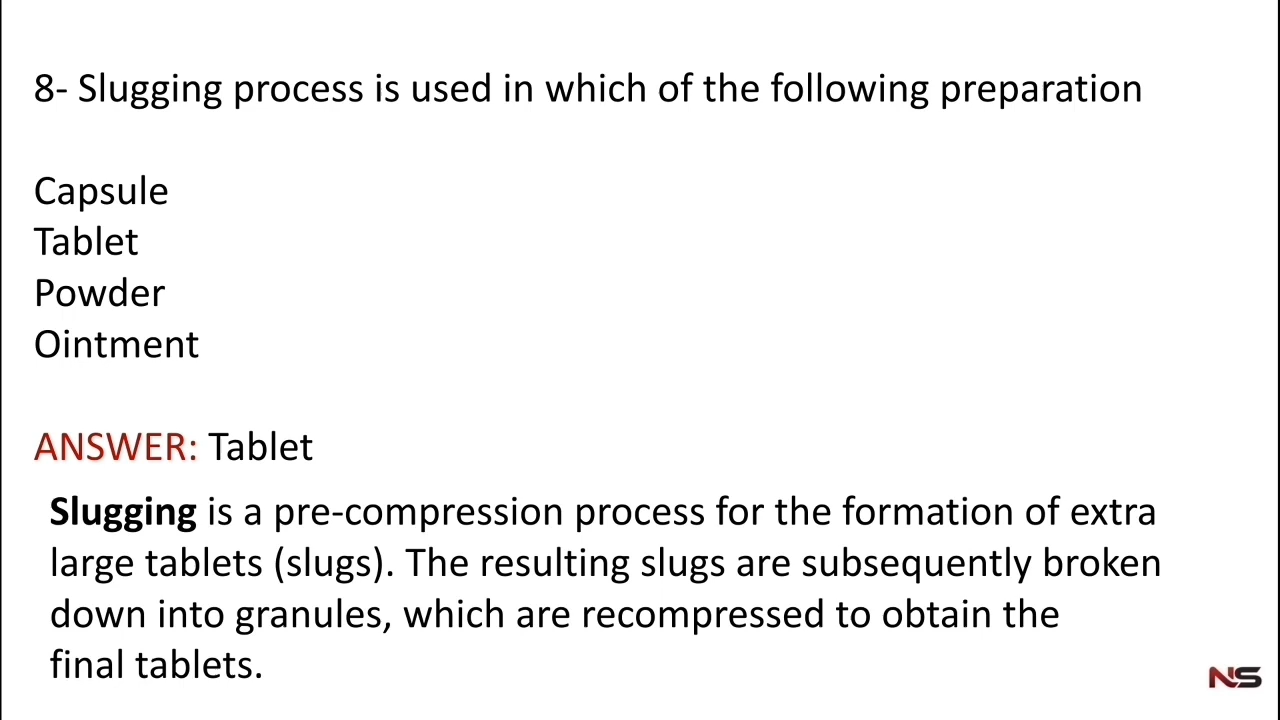 8- Slugging process is used in which of the following preparation
Capsule
Tablet
Powder
Ointment
ANSWER: Tablet
Slugging is a pre-compression process for the formation of extra
large tablets (slugs). The resulting slugs are subsequently broken
down into granules, which are recompressed to obtain the
final tablets.
NS